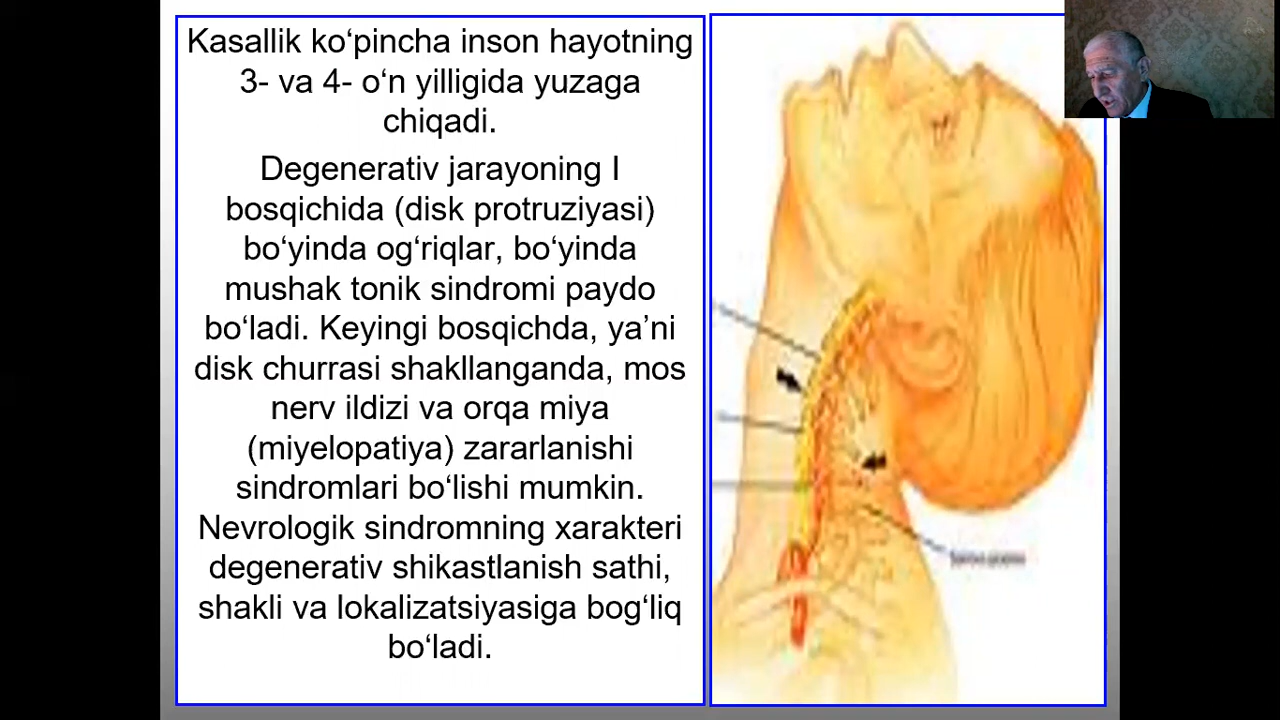 Kasallik ko‘pincha inson hayotning
3- va 4- o‘n yilligida yuzaga
chiqadi.
Degenerativ jarayoning I
bosqichida (disk protruziyasi)
bo‘yinda og‘riqlar, bo‘yinda
mushak tonik sindromi paydo
bo‘ladi. Keyingi bosqichda, ya’ni
disk churrasi shakllanganda, mos
nerv ildizi va orqa miya
(miyelopatiya) zararlanishi
sindromlari bo‘lishi mumkin.
Nevrologik sindromning xarakteri
degenerativ shikastlanish sathi,
shakli va lokalizatsiyasiga bog‘liq
bo‘ladi.